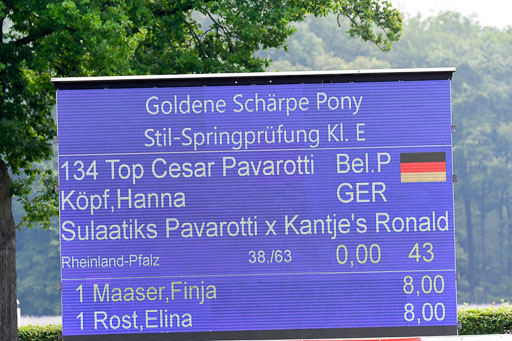 Goldene Schärpe Pony
Stil-Springprüfung Kl. E
134 Top Cesar Pavarotti Bel.P
Köpf,Hanna GER
Sulaatiks Pavarotti x Kantje's Ronald
Rheinland-Pfalz 38./63 0,00 43
1 Maaser,Finja 8,00
1 Rost,Elina 8,00